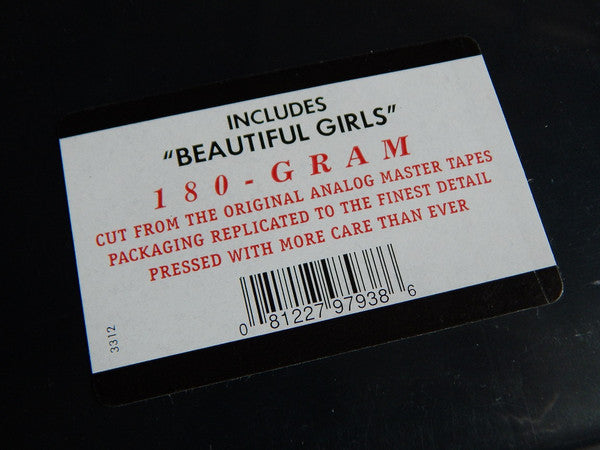 INCLUDES
"BEAUTIFUL GIRLS"
180-GRAM
CUT FROM THE ORIGINAL ANALOG MASTER TAPES
PACKAGING REPLICATED TO THE FINEST DETAIL
PRESSED WITH MORE CARE THAN EVER
0 81227 97938 6
3312